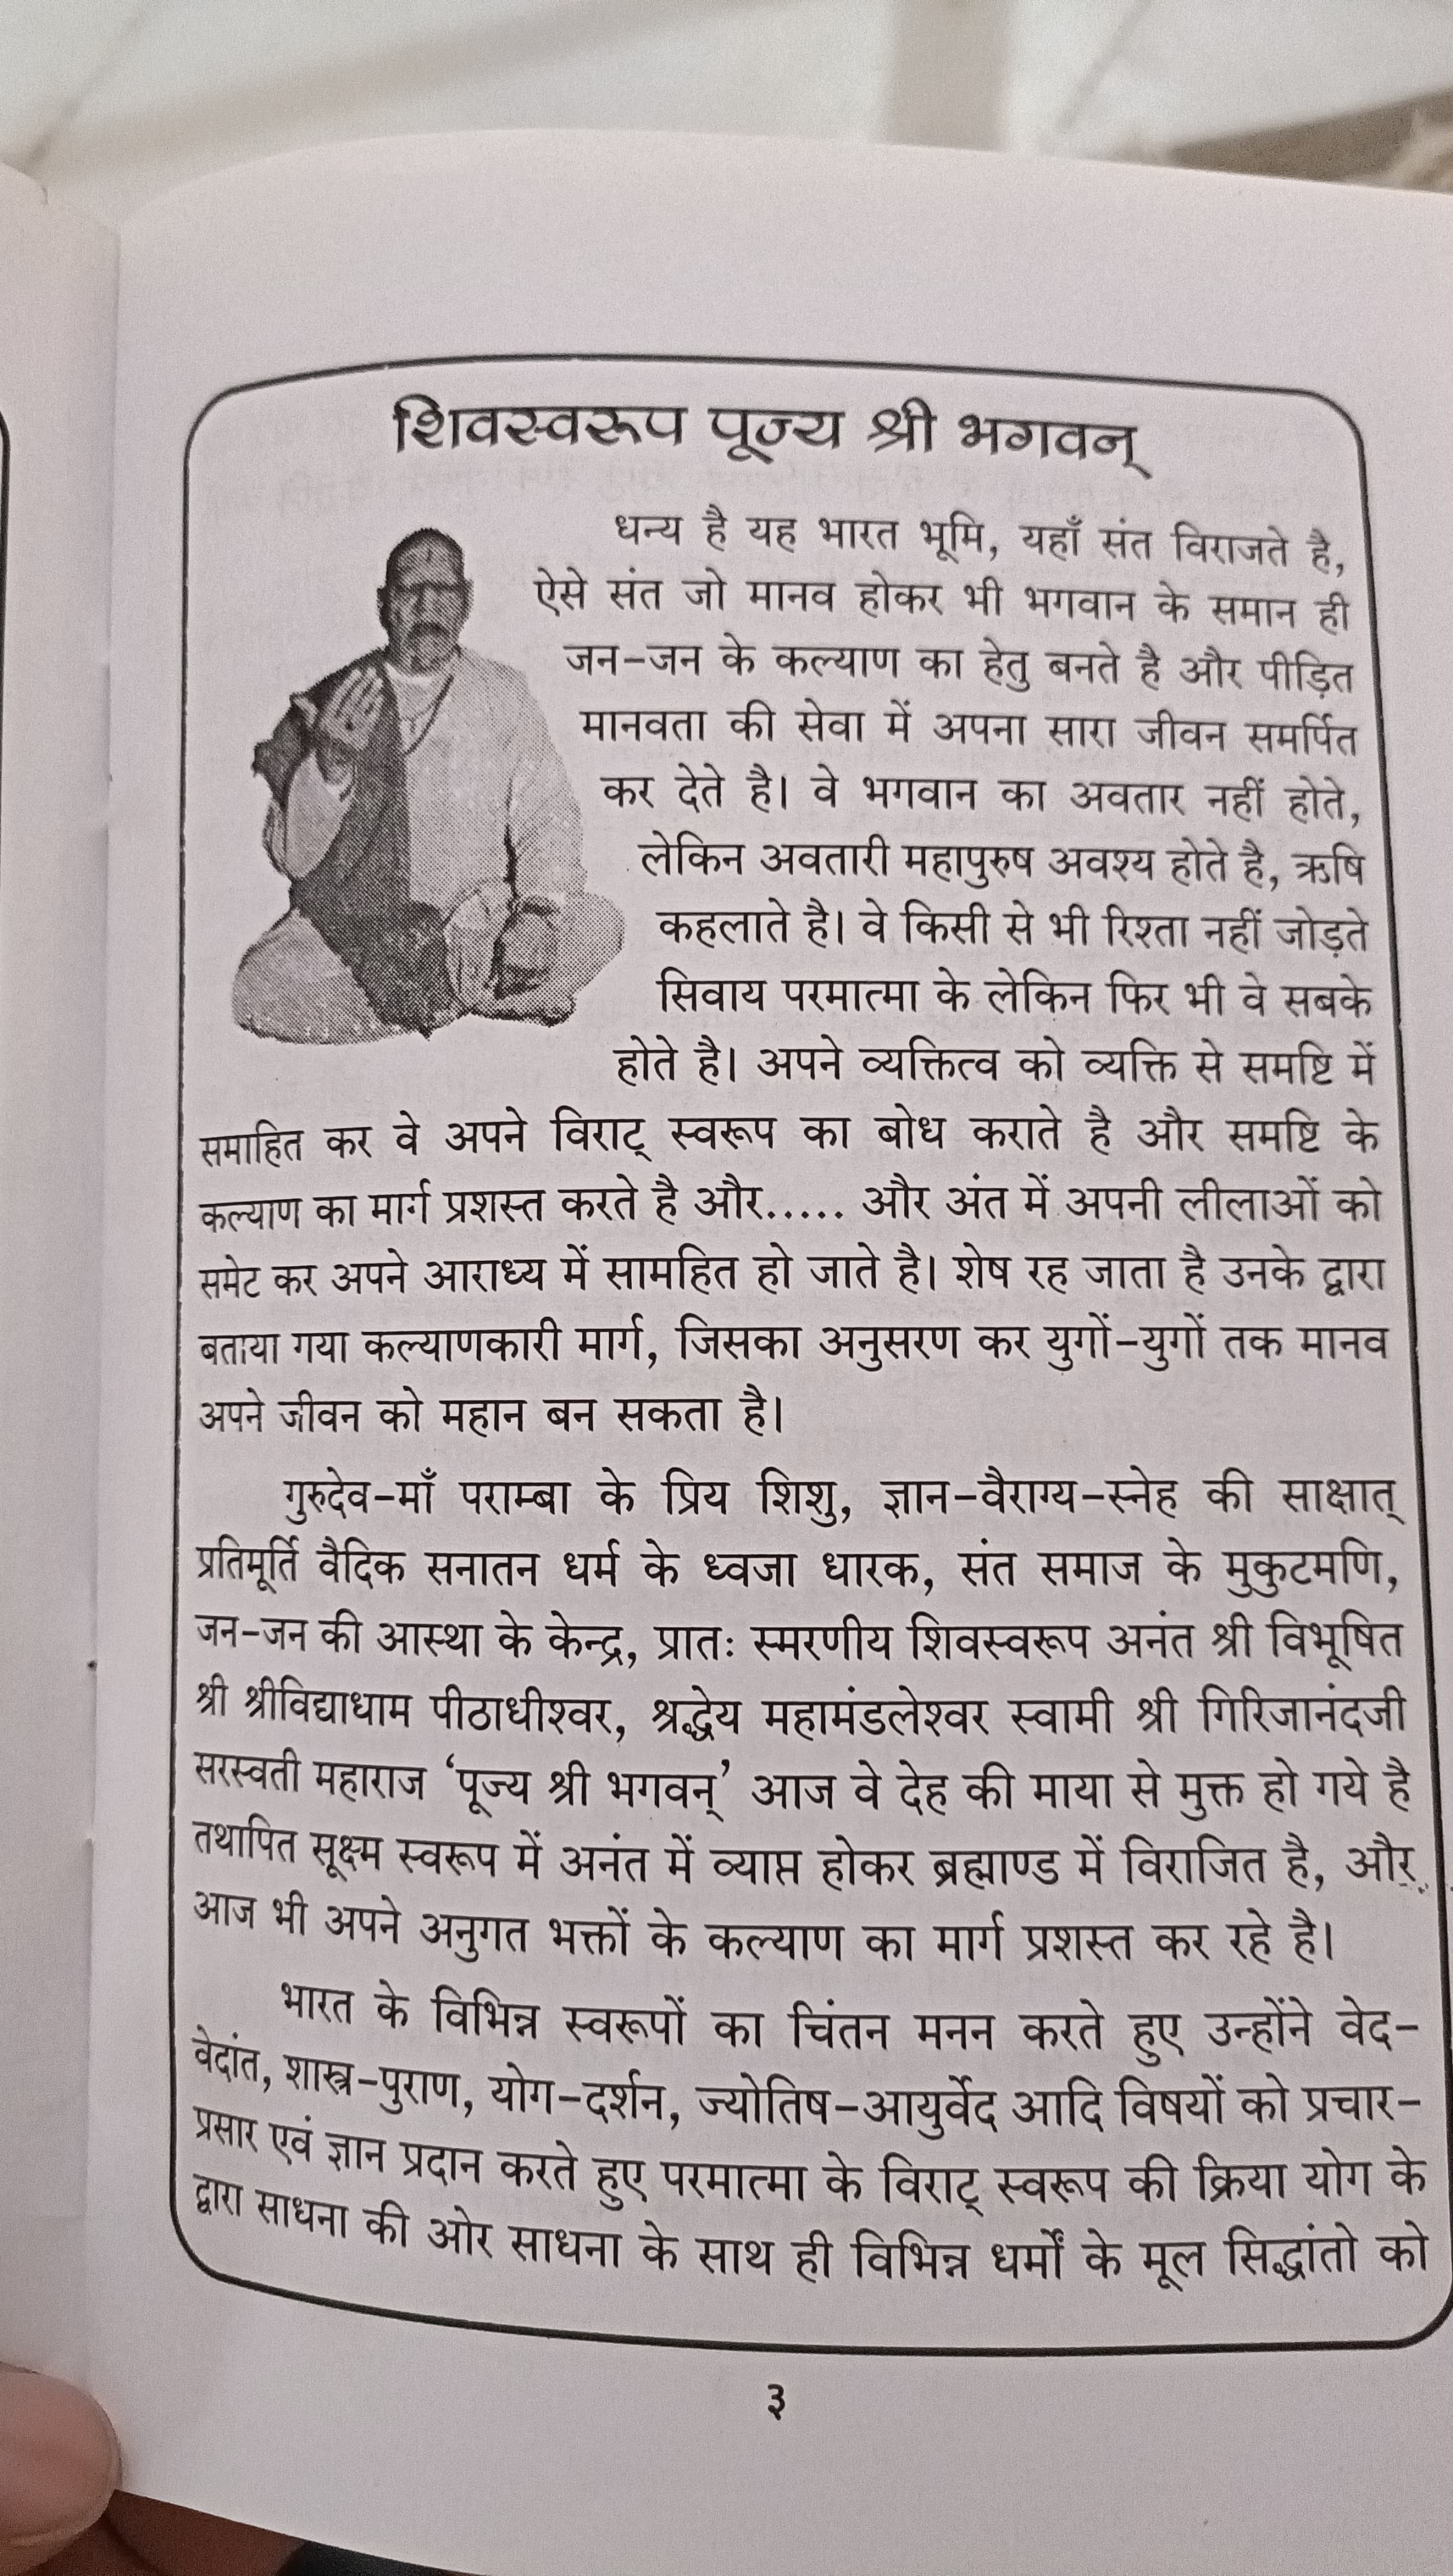 शिवस्वरूप पूज्य श्री भगवन्
धन्य है यह भारत भूमि, यहाँ संत विराजते है,
ऐसे संत जो मानव होकर भी भगवान के समान ही
जन-जन के कल्याण का हेतु बनते है और पीड़ित
मानवता की सेवा में अपना सारा जीवन समर्पित
कर देते है। वे भगवान का अवतार नहीं होते,
लेकिन अवतारी महापुरुष अवश्य होते है, ऋषि
कहलाते है। वे किसी से भी रिश्ता नहीं जोड़ते
सिवाय परमात्मा के लेकिन फिर भी वे सबके
होते है। अपने व्यक्तित्व को व्यक्ति से समष्टि में
समाहित कर वे अपने विराट् स्वरूप का बोध कराते है और समष्टि के
कल्याण का मार्ग प्रशस्त करते है और..... और अंत में अपनी लीलाओं को
समेट कर अपने आराध्य में सामहित हो जाते है। शेष रह जाता है उनके द्वारा
बताया गया कल्याणकारी मार्ग, जिसका अनुसरण कर युगों-युगों तक मानव
अपने जीवन को महान बन सकता है।
गुरुदेव-माँ पराम्बा के प्रिय शिशु, ज्ञान-वैराग्य-स्नेह की साक्षात्
प्रतिमूर्ति वैदिक सनातन धर्म के ध्वजा धारक, संत समाज के मुकुटमणि,
जन-जन की आस्था के केन्द्र, प्रातः स्मरणीय शिवस्वरूप अनंत श्री विभूषित
श्री श्रीविद्याधाम पीठाधीश्वर, श्रद्धेय महामंडलेश्वर स्वामी श्री गिरिजानंदजी
सरस्वती महाराज ‘पूज्य श्री भगवन्’ आज वे देह की माया से मुक्त हो गये है
तथापित सूक्ष्म स्वरूप में अनंत में व्याप्त होकर ब्रह्माण्ड में विराजित है, और
आज भी अपने अनुगत भक्तों के कल्याण का मार्ग प्रशस्त कर रहे है।
भारत के विभिन्न स्वरूपों का चिंतन मनन करते हुए उन्होंने वेद-
वेदांत, शास्त्र-पुराण, योग-दर्शन, ज्योतिष-आयुर्वेद आदि विषयों को प्रचार-
प्रसार एवं ज्ञान प्रदान करते हुए परमात्मा के विराट् स्वरूप की क्रिया योग के
द्वारा साधना की ओर साधना के साथ ही विभिन्न धर्मों के मूल सिद्धांतो को
३